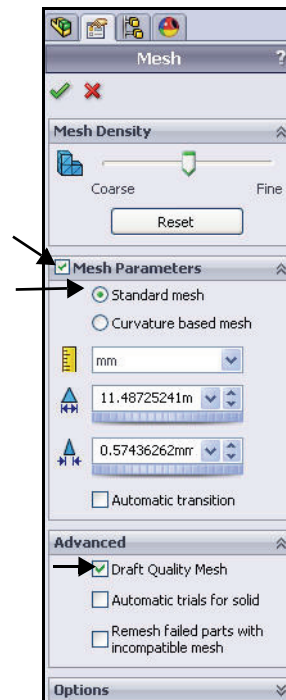 Mesh ?
Mesh Density
Coarse Fine
Reset
Mesh Parameters
Standard mesh
Curvature based mesh
mm
11.48725241m
0.57436262mr
Automatic transition
Advanced
Draft Quality Mesh
Automatic trials for solid
Remesh failed parts with
incompatible mesh
Options